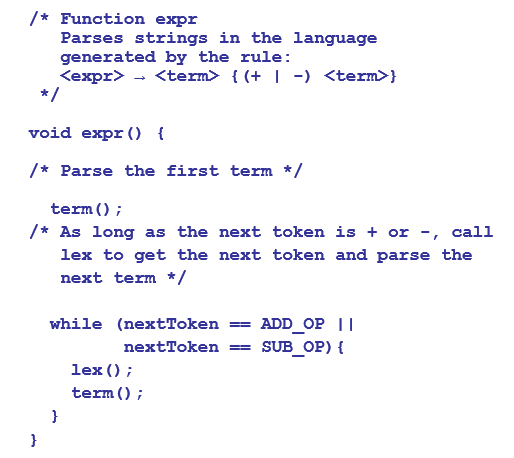 /* Function expr
   Parses strings in the language
   generated by the rule:
   <expr> → <term> {(+ | -) <term>}
 */
void expr() {
/* Parse the first term */
  term();
/* As long as the next token is + or -, call
   lex to get the next token and parse the
   next term */
  while (nextToken == ADD_OP ||
         nextToken == SUB_OP){
    lex();
    term();
  }
}